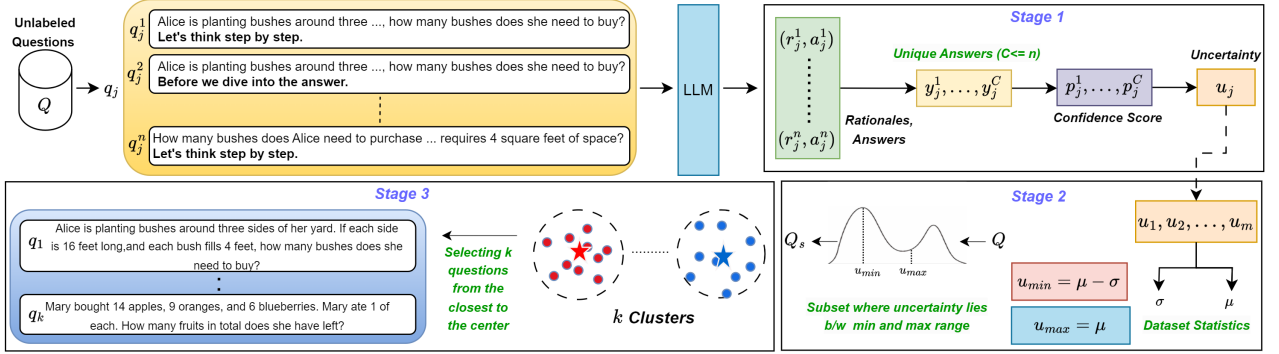 Unlabeled
Questions
Q
q_j
q_j^1
Alice is planting bushes around three ..., how many bushes does she need to buy?
Let's think step by step.
q_j^2
Alice is planting bushes around three ..., how many bushes does she need to buy?
Before we dive into the answer.
q_j^n
How many bushes does Alice need to purchase ... requires 4 square feet of space?
Let's think step by step.
LLM
Stage 1
(r_j^1, a_j^1)
(r_j^n, a_j^n)
Rationales,
Answers
Unique Answers (C<= n)
y_j^1, . . . , y_j^C
p_j^1, . . . , p_j^C
Confidence Score
Uncertainty
u_j
Stage 2
u_1, u_2, . . . , u_m
σ
μ
Dataset Statistics
Q
Q_s
u_min
u_max
Subset where uncertainty lies
b/w min and max range
u_min = μ − σ
u_max = μ
Stage 3
q_1
Alice is planting bushes around three sides of her yard. If each side
is 16 feet long,and each bush fills 4 feet, how many bushes does she
need to buy?
q_k
Mary bought 14 apples, 9 oranges, and 6 blueberries. Mary ate 1 of
each. How many fruits in total does she have left?
Selecting k
questions
from the
closest to
the center
k Clusters